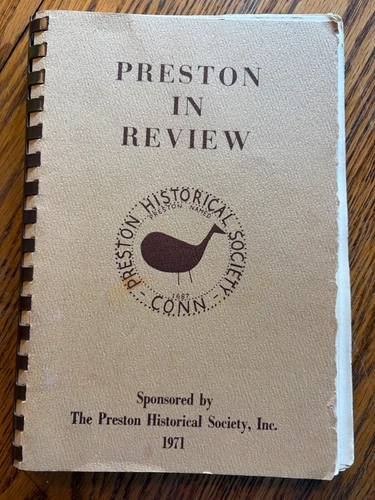 PRESTON
IN
REVIEW
PRESTON HISTORICAL SOCIETY
PRESTON NAMED
1687
- CONN -
Sponsored by
The Preston Historical Society, Inc.
1971